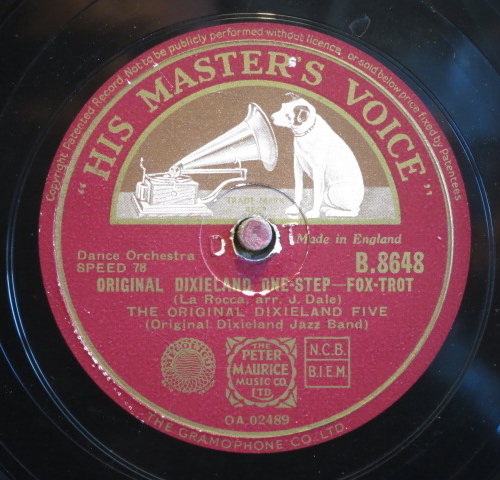 Copyright Patented Record. Not to be publicly performed without licence, or sold below price fixed by Patentees
"HIS MASTER'S VOICE"
TRADE MARK
Made in England
Dance Orchestra
SPEED 78
B.8648
ORIGINAL DIXIELAND ONE-STEP—FOX-TROT
(La Rocca, arr. J. Dale)
THE ORIGINAL DIXIELAND FIVE
(Original Dixieland Jazz Band)
THE
PETER
MAURICE
MUSIC CO.
LTD.
N.C.B.
B.I.E.M.
OA 02489
THE GRAMOPHONE CO. LTD.